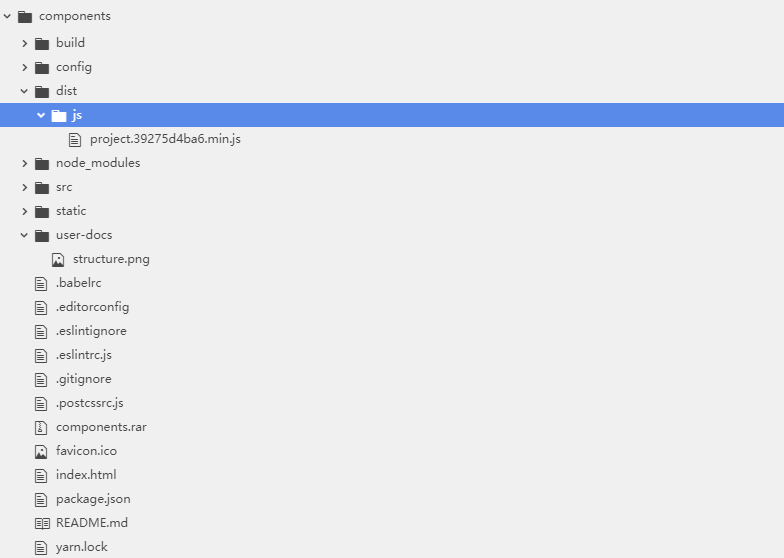 components
build
config
dist
js
project.39275d4ba6.min.js
node_modules
src
static
user-docs
structure.png
.babelrc
.editorconfig
.eslintignore
.eslintrc.js
.gitignore
.postcssrc.js
components.rar
favicon.ico
index.html
package.json
README.md
yarn.lock